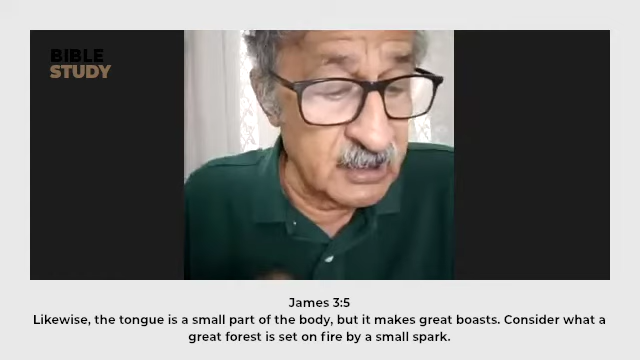 BIBLE
STUDY
James 3:5
Likewise, the tongue is a small part of the body, but it makes great boasts. Consider what a
great forest is set on fire by a small spark.